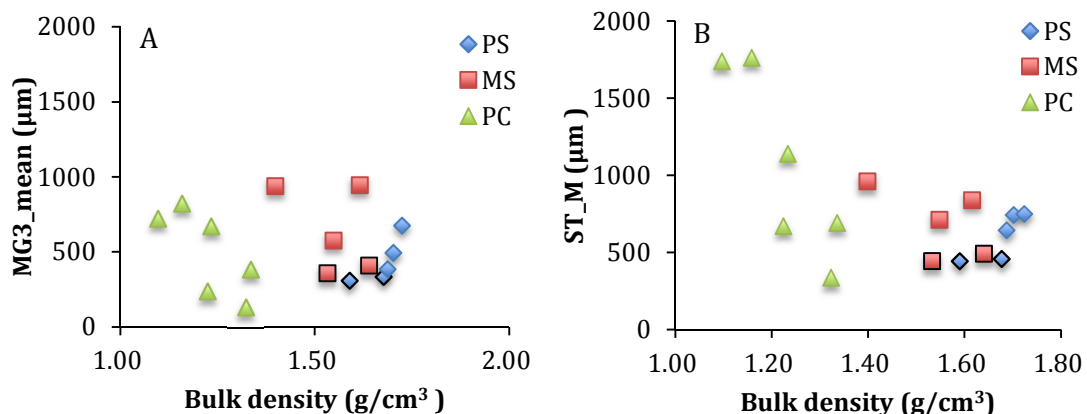 A
MG3_mean (µm)
2000
1500
1000
500
0
1.00
1.50
2.00
Bulk density (g/cm³ )
PS
MS
PC
B
ST_M (µm )
2000
1500
1000
500
0
1.00
1.20
1.40
1.60
1.80
Bulk density (g/cm³)
PS
MS
PC